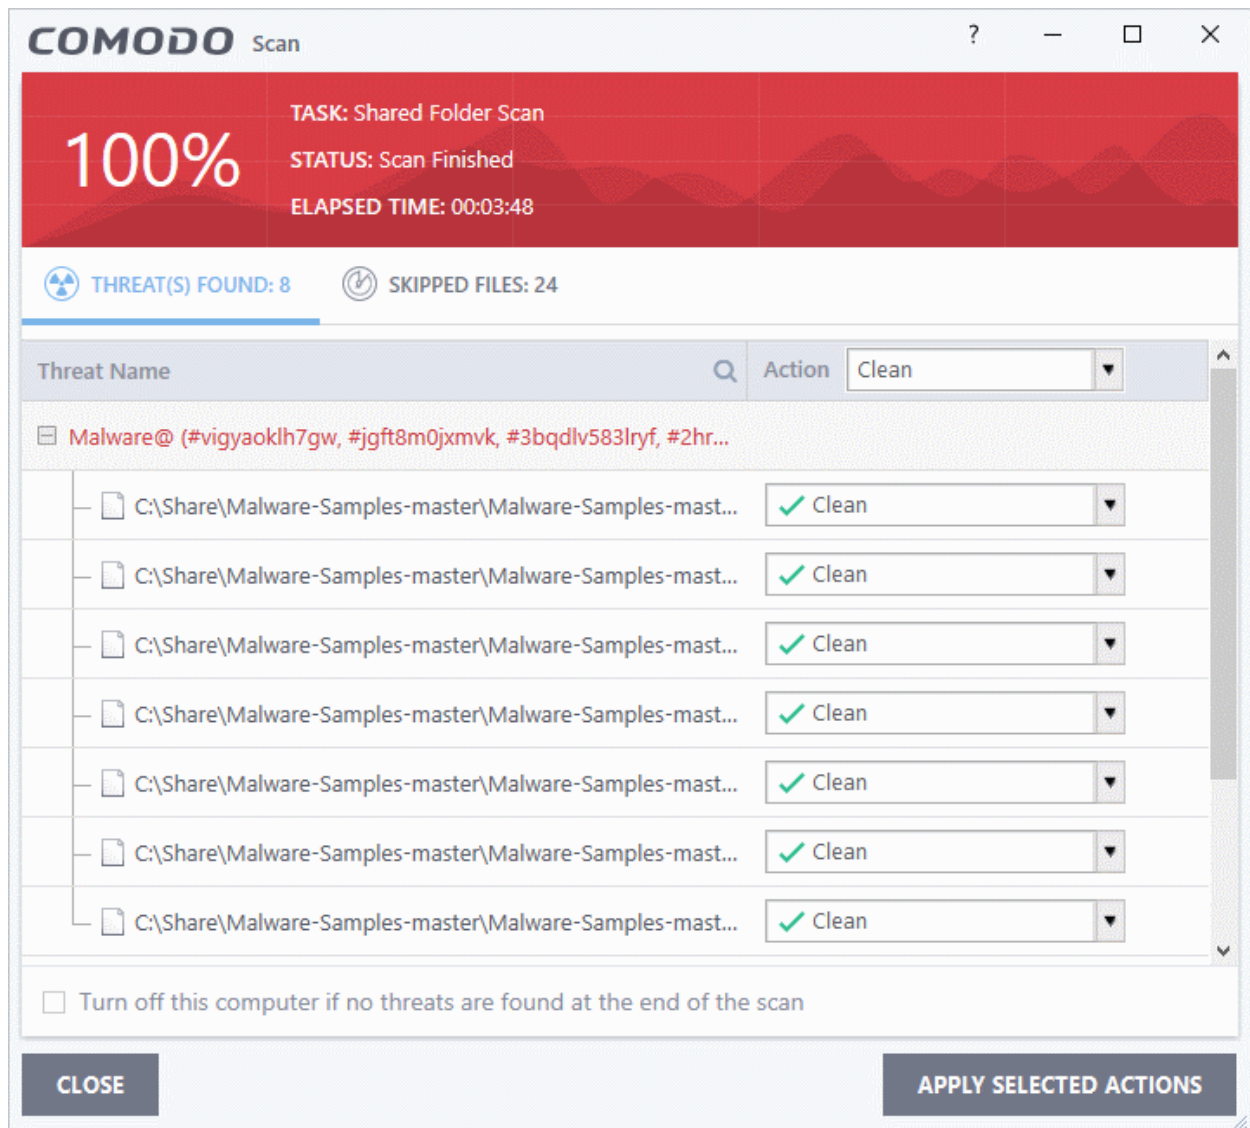 COMODO Scan ?
100%
TASK: Shared Folder Scan
STATUS: Scan Finished
ELAPSED TIME: 00:03:48
THREAT(S) FOUND: 8 SKIPPED FILES: 24
Threat Name Action Clean
Malware@ (#vigyaoklh7gw, #jgft8m0jxmvk, #3bqdlv583lryf, #2hr...
C:\Share\Malware-Samples-master\Malware-Samples-mast... Clean
C:\Share\Malware-Samples-master\Malware-Samples-mast... Clean
C:\Share\Malware-Samples-master\Malware-Samples-mast... Clean
C:\Share\Malware-Samples-master\Malware-Samples-mast... Clean
C:\Share\Malware-Samples-master\Malware-Samples-mast... Clean
C:\Share\Malware-Samples-master\Malware-Samples-mast... Clean
C:\Share\Malware-Samples-master\Malware-Samples-mast... Clean
Turn off this computer if no threats are found at the end of the scan
CLOSE APPLY SELECTED ACTIONS